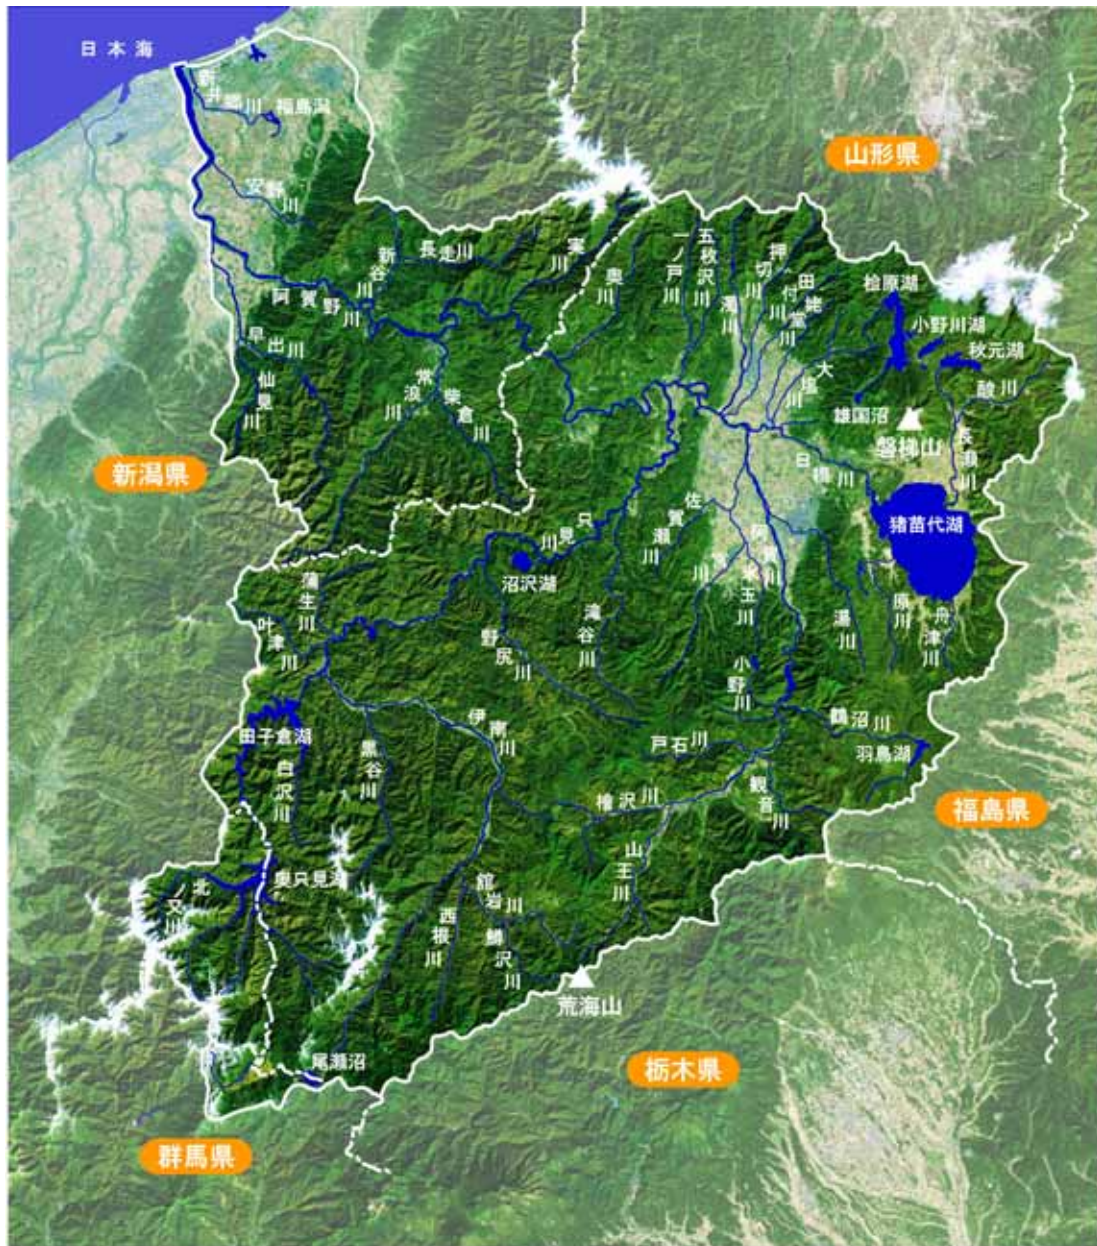 日本海
新井郷川
福島潟
山形県
安野川
新谷川
長走川
実川
奥川
一ノ戸川
五枚沢川
濁川
押切川
田付川
姥堂川
大塩川
桧原湖
小野川湖
秋元湖
酸川
長瀬川
雄国沼
磐梯山
阿賀野川
早出川
仙見川
常浪川
柴倉川
新潟県
日橋川
猪苗代湖
只見川
沼沢湖
佐賀瀬川
宮川
氷玉川
阿賀川
湯川
原川
舟津川
蒲生川
叶津川
野尻川
滝谷川
小野川
鶴沼川
羽鳥湖
田子倉湖
白沢川
黒谷川
伊南川
戸石川
檜沢川
観音川
福島県
山王川
奥只見湖
北ノ又川
西根川
舘岩川
鱒沢川
荒海山
尾瀬沼
栃木県
群馬県